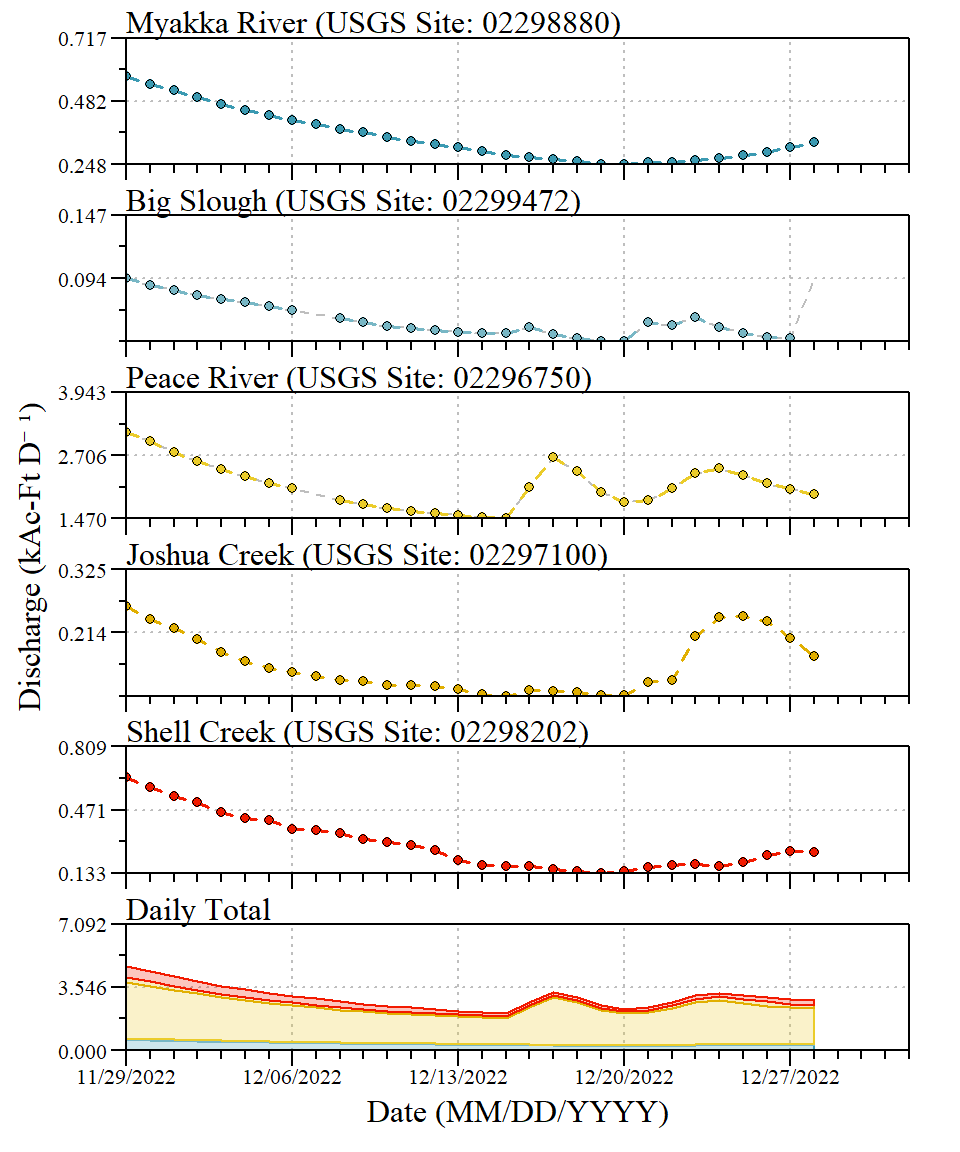 Myakka River (USGS Site: 02298880)
0.717
0.482
0.248
Big Slough (USGS Site: 02299472)
0.147
0.094
Peace River (USGS Site: 02296750)
3.943
2.706
1.470
Joshua Creek (USGS Site: 02297100)
0.325
0.214
Shell Creek (USGS Site: 02298202)
0.809
0.471
0.133
Daily Total
7.092
3.546
0.000
11/29/2022 12/06/2022 12/13/2022 12/20/2022 12/27/2022
Date (MM/DD/YYYY)
Discharge (kAc-Ft D⁻¹)